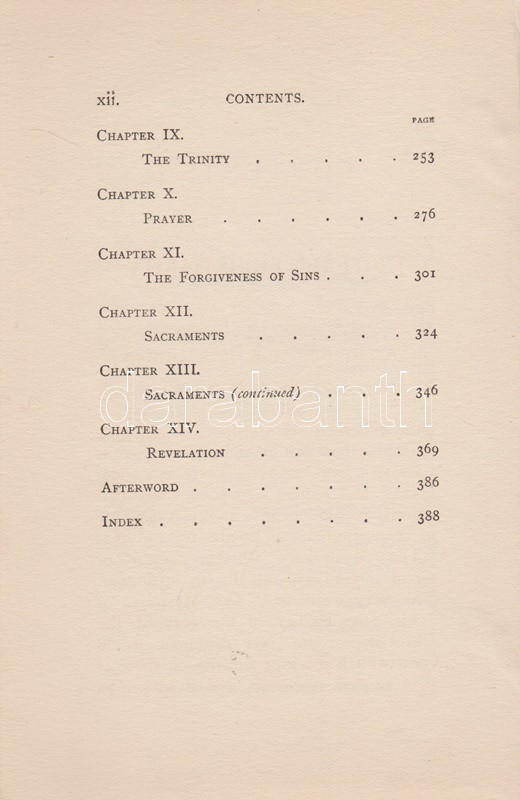 xii. CONTENTS.
PAGE
CHAPTER IX.
THE TRINITY . . . . . 253
CHAPTER X.
PRAYER . . . . . . 276
CHAPTER XI.
THE FORGIVENESS OF SINS . . . 301
CHAPTER XII.
SACRAMENTS . . . . . 324
CHAPTER XIII.
SACRAMENTS (continued) . . . 346
darabanth
CHAPTER XIV.
REVELATION . . . . . 369
AFTERWORD . . . . . . . 386
INDEX . . . . . . . . 388